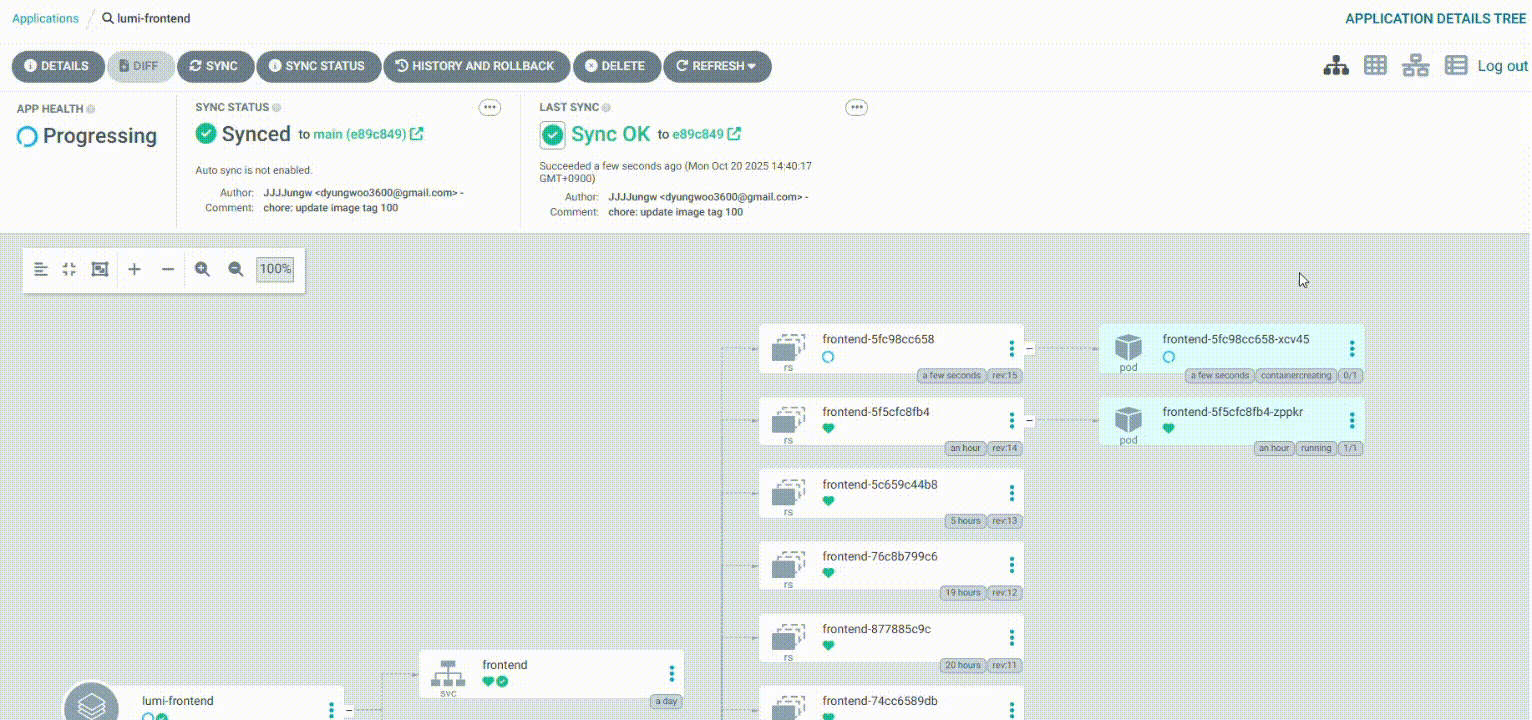 Applications / lumi-frontend
APPLICATION DETAILS TREE
DETAILS DIFF SYNC SYNC STATUS HISTORY AND ROLLBACK DELETE REFRESH
Log out
APP HEALTH
Progressing
SYNC STATUS
Synced to main (e89c849)
Auto sync is not enabled.
Author: JJJJungw <dyungwoo3600@gmail.com> -
Comment: chore: update image tag 100
LAST SYNC
Sync OK to e89c849
Succeeded a few seconds ago (Mon Oct 20 2025 14:40:17
GMT+0900)
Author: JJJJungw <dyungwoo3600@gmail.com> -
Comment: chore: update image tag 100
100%
frontend-5fc98cc658
rs
a few seconds rev:15
frontend-5fc98cc658-xcv45
pod
a few seconds containercreating 0/1
frontend-5f5cfc8fb4
rs
an hour rev:14
frontend-5f5cfc8fb4-zppkr
pod
an hour running 1/1
frontend-5c659c44b8
rs
5 hours rev:13
frontend-76c8b799c6
rs
19 hours rev:12
frontend-877885c9c
rs
20 hours rev:11
frontend
svc
a day
frontend-74cc6589db
lumi-frontend